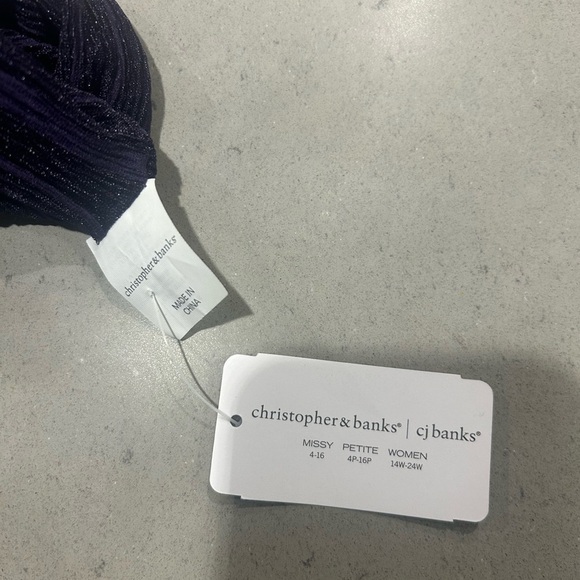 christopher&banks®
MADE IN
CHINA
christopher&banks® | cj banks®
MISSY PETITE WOMEN
4-16 4P-16P 14W-24W